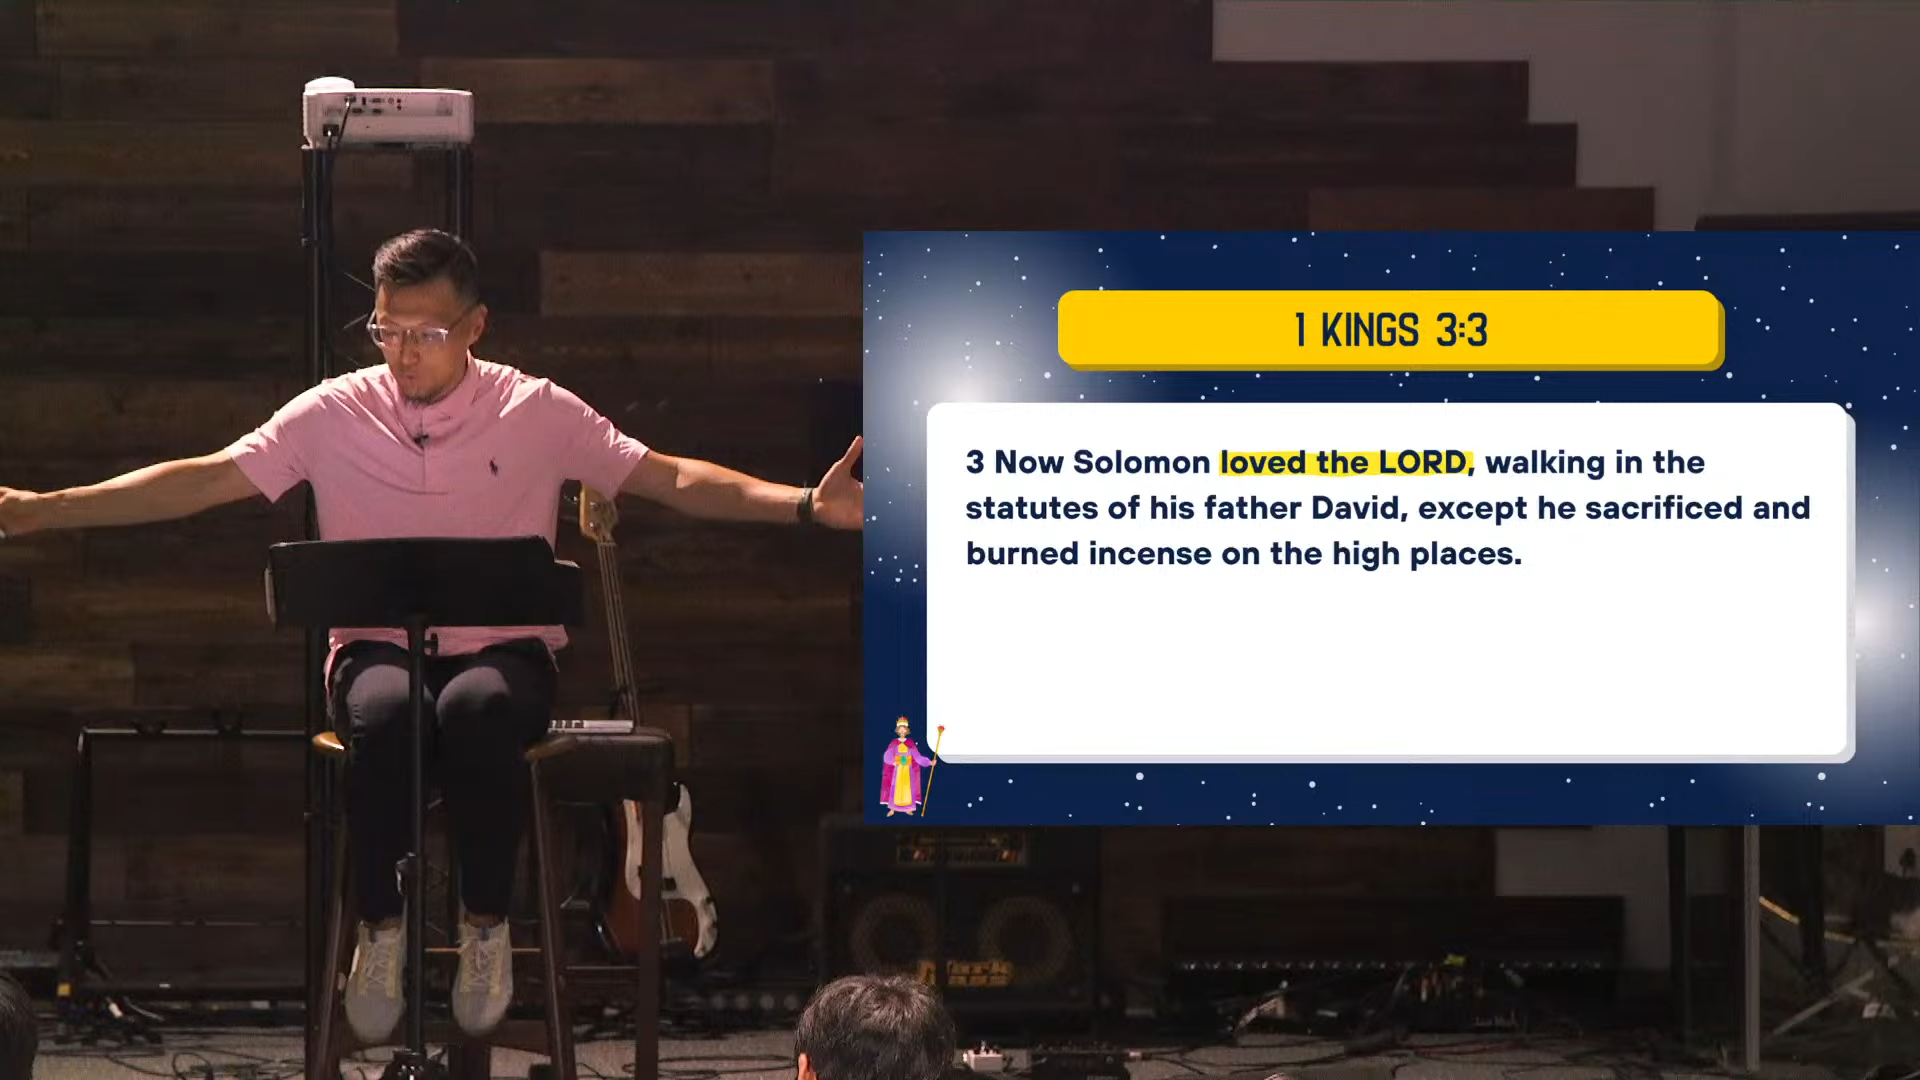 1 KINGS 3:3
3 Now Solomon loved the LORD, walking in the
statutes of his father David, except he sacrificed and
burned incense on the high places.